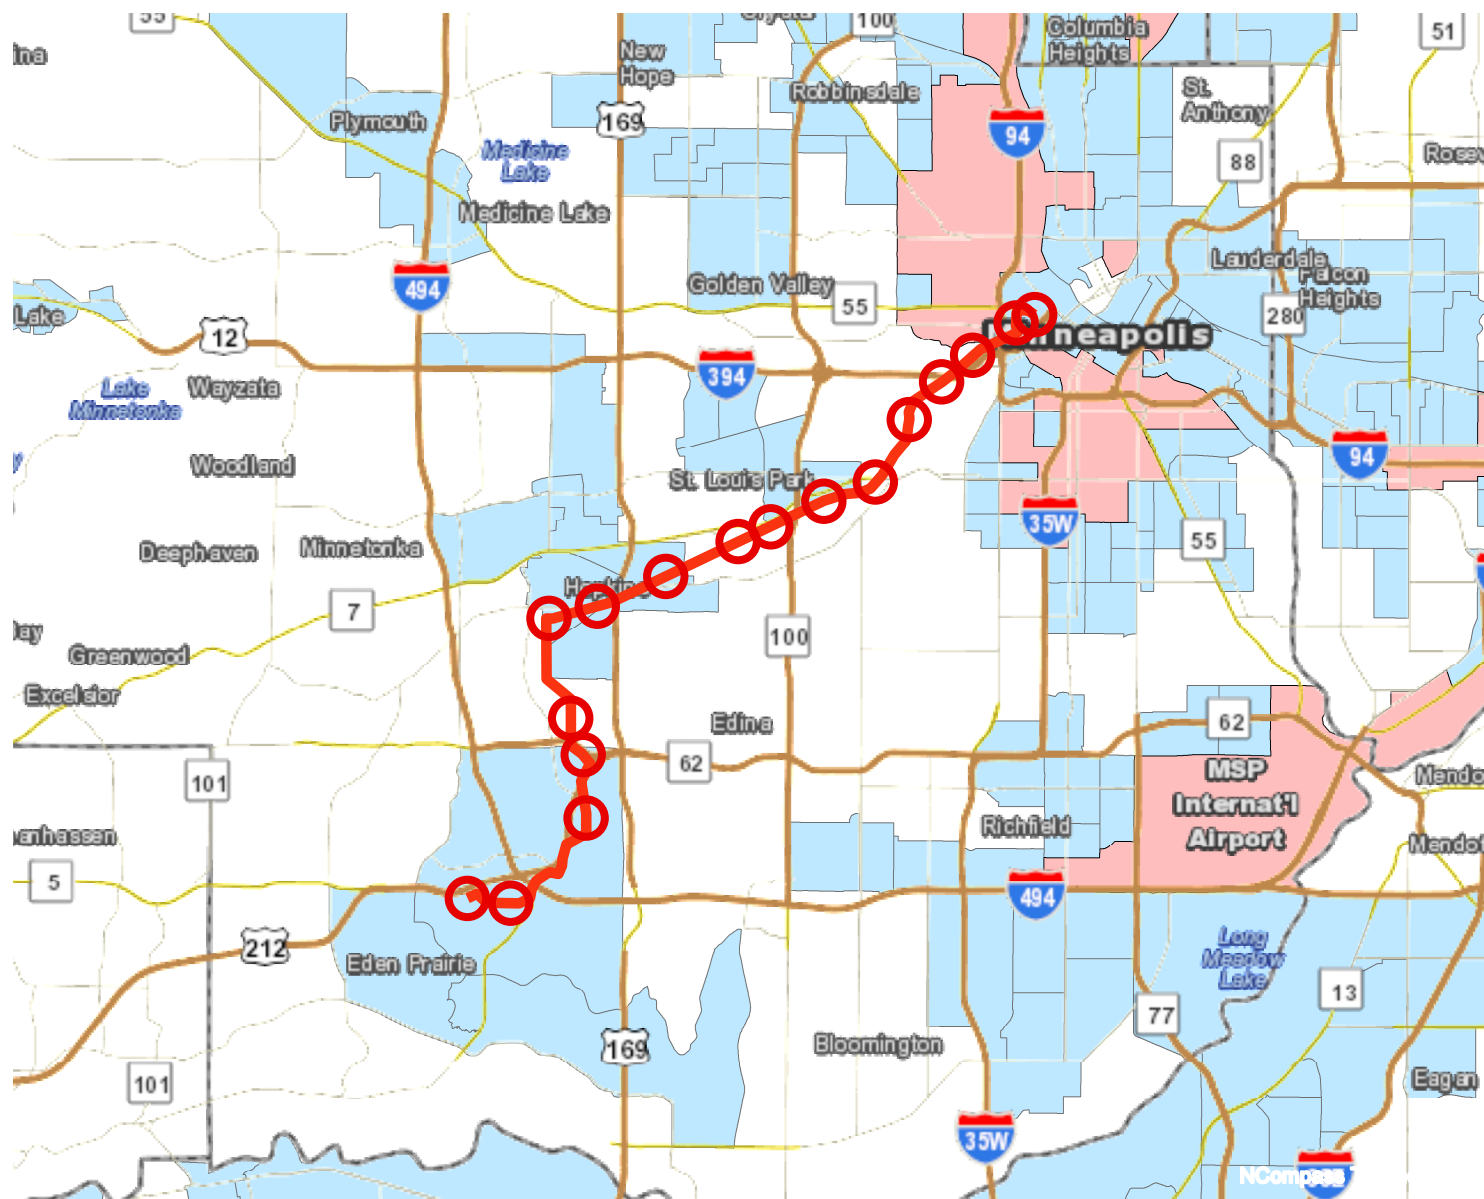 55
100
Columbia
Heights
51
New
Hope
Robbinsdale
St.
Anthony
Plymouth
169
94
Medicine
Lake
88
Medicine Lake
Lauderdale
Falcon
Heights
494
Golden Valley
55
280
Lake
12
Minneapolis
394
Lake
Minnetonka
Wayzata
Woodland
94
St. Louis Park
35W
55
Deephaven
Minnetonka
Hopkins
7
100
Greenwood
Excelsior
Edina
62
62
101
MSP
Internat'l
Airport
Richfield
5
494
212
Eden Prairie
Long
Meadow
Lake
13
77
169
Bloomington
101
Eagan
35W
NCompass